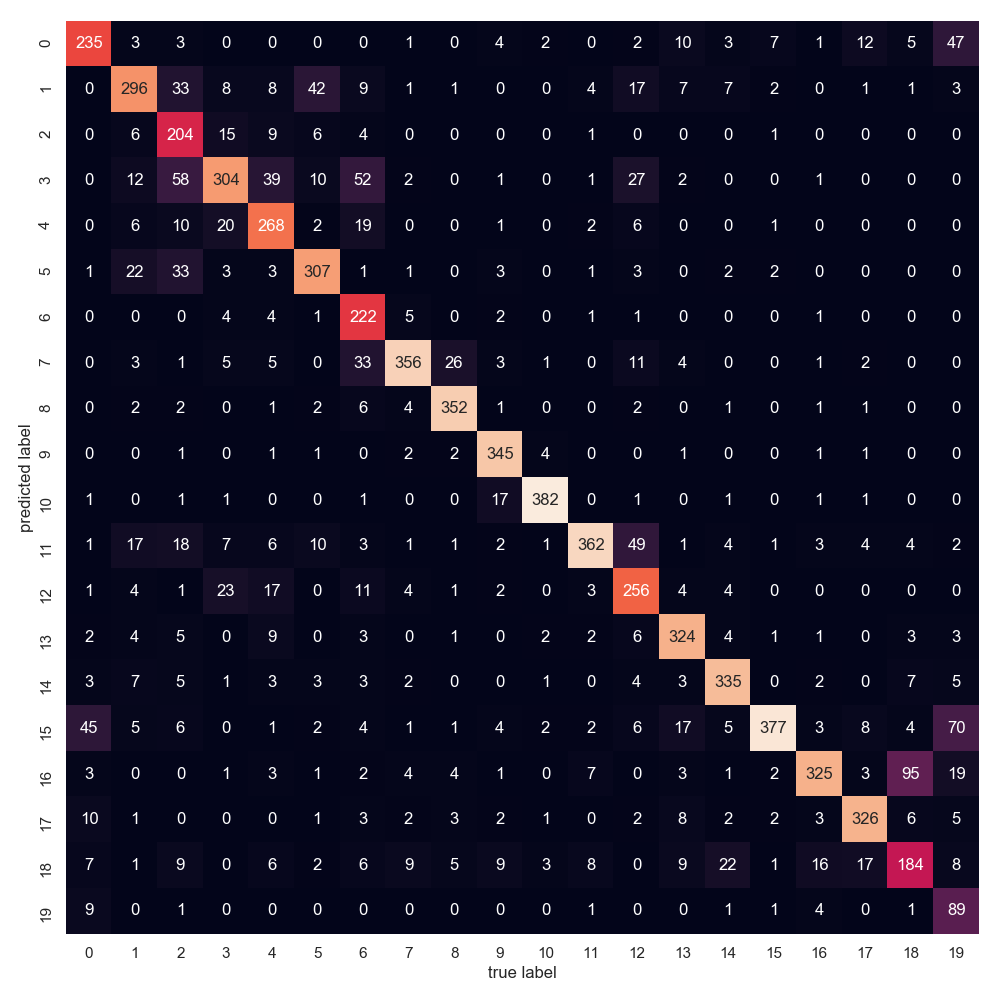 0 235 3 3 0 0 0 0 1 0 4 2 0 2 10 3 7 1 12 5 47
1 0 296 33 8 8 42 9 1 1 0 0 4 17 7 7 2 0 1 1 3
2 0 6 204 15 9 6 4 0 0 0 0 1 0 0 0 1 0 0 0 0
3 0 12 58 304 39 10 52 2 0 1 0 1 27 2 0 0 1 0 0 0
4 0 6 10 20 268 2 19 0 0 1 0 2 6 0 0 1 0 0 0 0
5 1 22 33 3 3 307 1 1 0 3 0 1 3 0 2 2 0 0 0 0
6 0 0 0 4 4 1 222 5 0 2 0 1 1 0 0 0 1 0 0 0
7 0 3 1 5 5 0 33 356 26 3 1 0 11 4 0 0 1 2 0 0
8 0 2 2 0 1 2 6 4 352 1 0 0 2 0 1 0 1 1 0 0
9 0 0 1 0 1 1 0 2 2 345 4 0 0 1 0 0 1 1 0 0
10 1 0 1 1 0 0 1 0 0 17 382 0 1 0 1 0 1 1 0 0
11 1 17 18 7 6 10 3 1 1 2 1 362 49 1 4 1 3 4 4 2
12 1 4 1 23 17 0 11 4 1 2 0 3 256 4 4 0 0 0 0 0
13 2 4 5 0 9 0 3 0 1 0 2 2 6 324 4 1 1 0 3 3
14 3 7 5 1 3 3 3 2 0 0 1 0 4 3 335 0 2 0 7 5
15 45 5 6 0 1 2 4 1 1 4 2 2 6 17 5 377 3 8 4 70
16 3 0 0 1 3 1 2 4 4 1 0 7 0 3 1 2 325 3 95 19
17 10 1 0 0 0 1 3 2 3 2 1 0 2 8 2 2 3 326 6 5
18 7 1 9 0 6 2 6 9 5 9 3 8 0 9 22 1 16 17 184 8
19 9 0 1 0 0 0 0 0 0 0 0 1 0 0 1 1 4 0 1 89
0 1 2 3 4 5 6 7 8 9 10 11 12 13 14 15 16 17 18 19
true label
predicted label